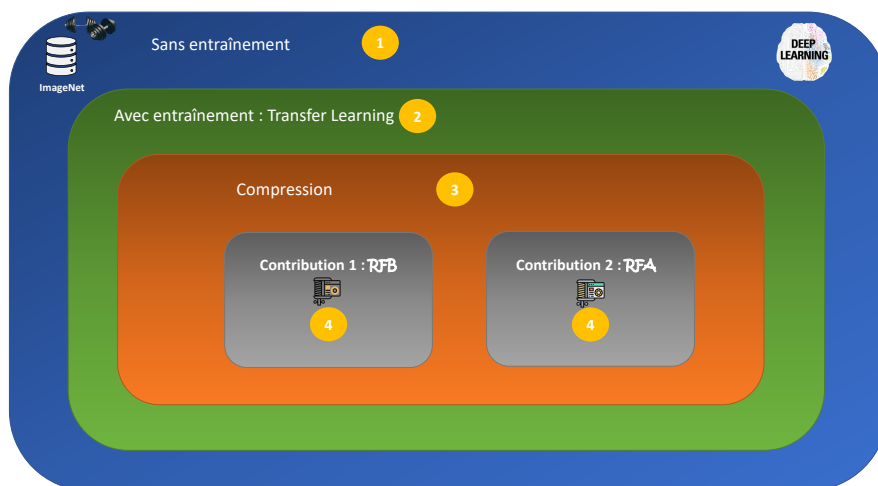 Sans entraînement 1
DEEP
LEARNING
ImageNet
Avec entraînement : Transfer Learning 2
Compression 3
Contribution 1 : RFB
4
Contribution 2 : RFA
4